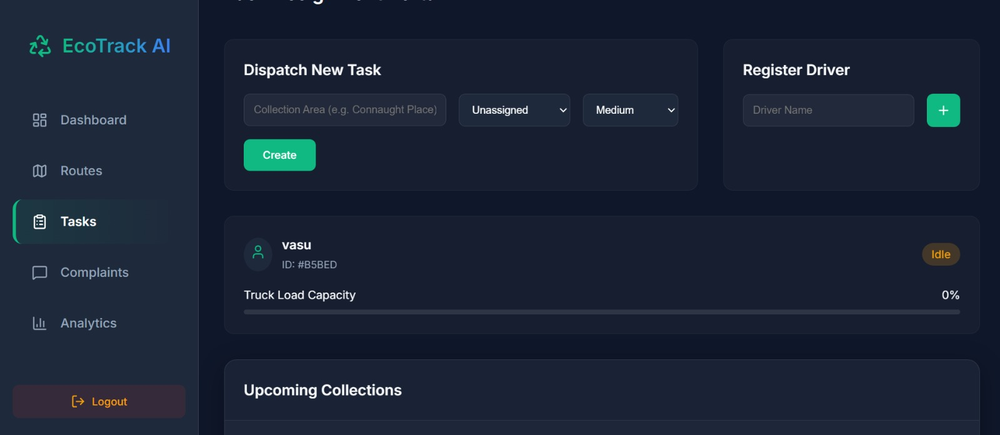 EcoTrack AI
Dashboard
Routes
Tasks
Complaints
Analytics
Logout
Dispatch New Task
Collection Area (e.g. Connaught Place)
Unassigned
Medium
Create
Register Driver
Driver Name
+
vasu
ID: #B5BED
Idle
Truck Load Capacity
0%
Upcoming Collections